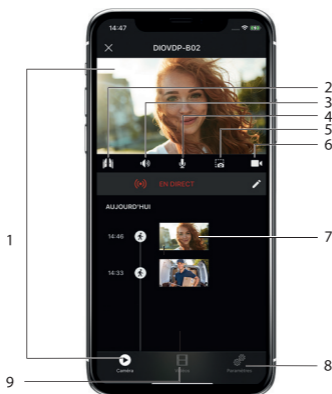 14:47
DIOVDP-B02
2
3
4
5
6
EN DIRECT
AUJOURD'HUI
14:46
7
14:33
1
Caméra
Paramètres
8
9